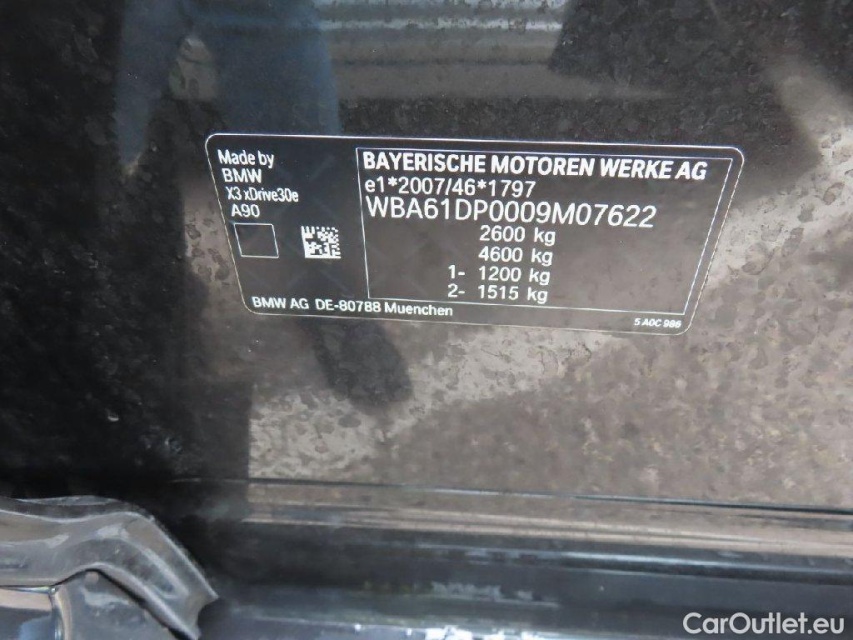 Made by
BMW
X3 xDrive30e
A90
BAYERISCHE MOTOREN WERKE AG
e1*2007/46*1797
WBA61DP0009M07622
2600 kg
4600 kg
1- 1200 kg
2- 1515 kg
BMW AG DE-80788 Muenchen
5 A0C 986
CarOutlet.eu